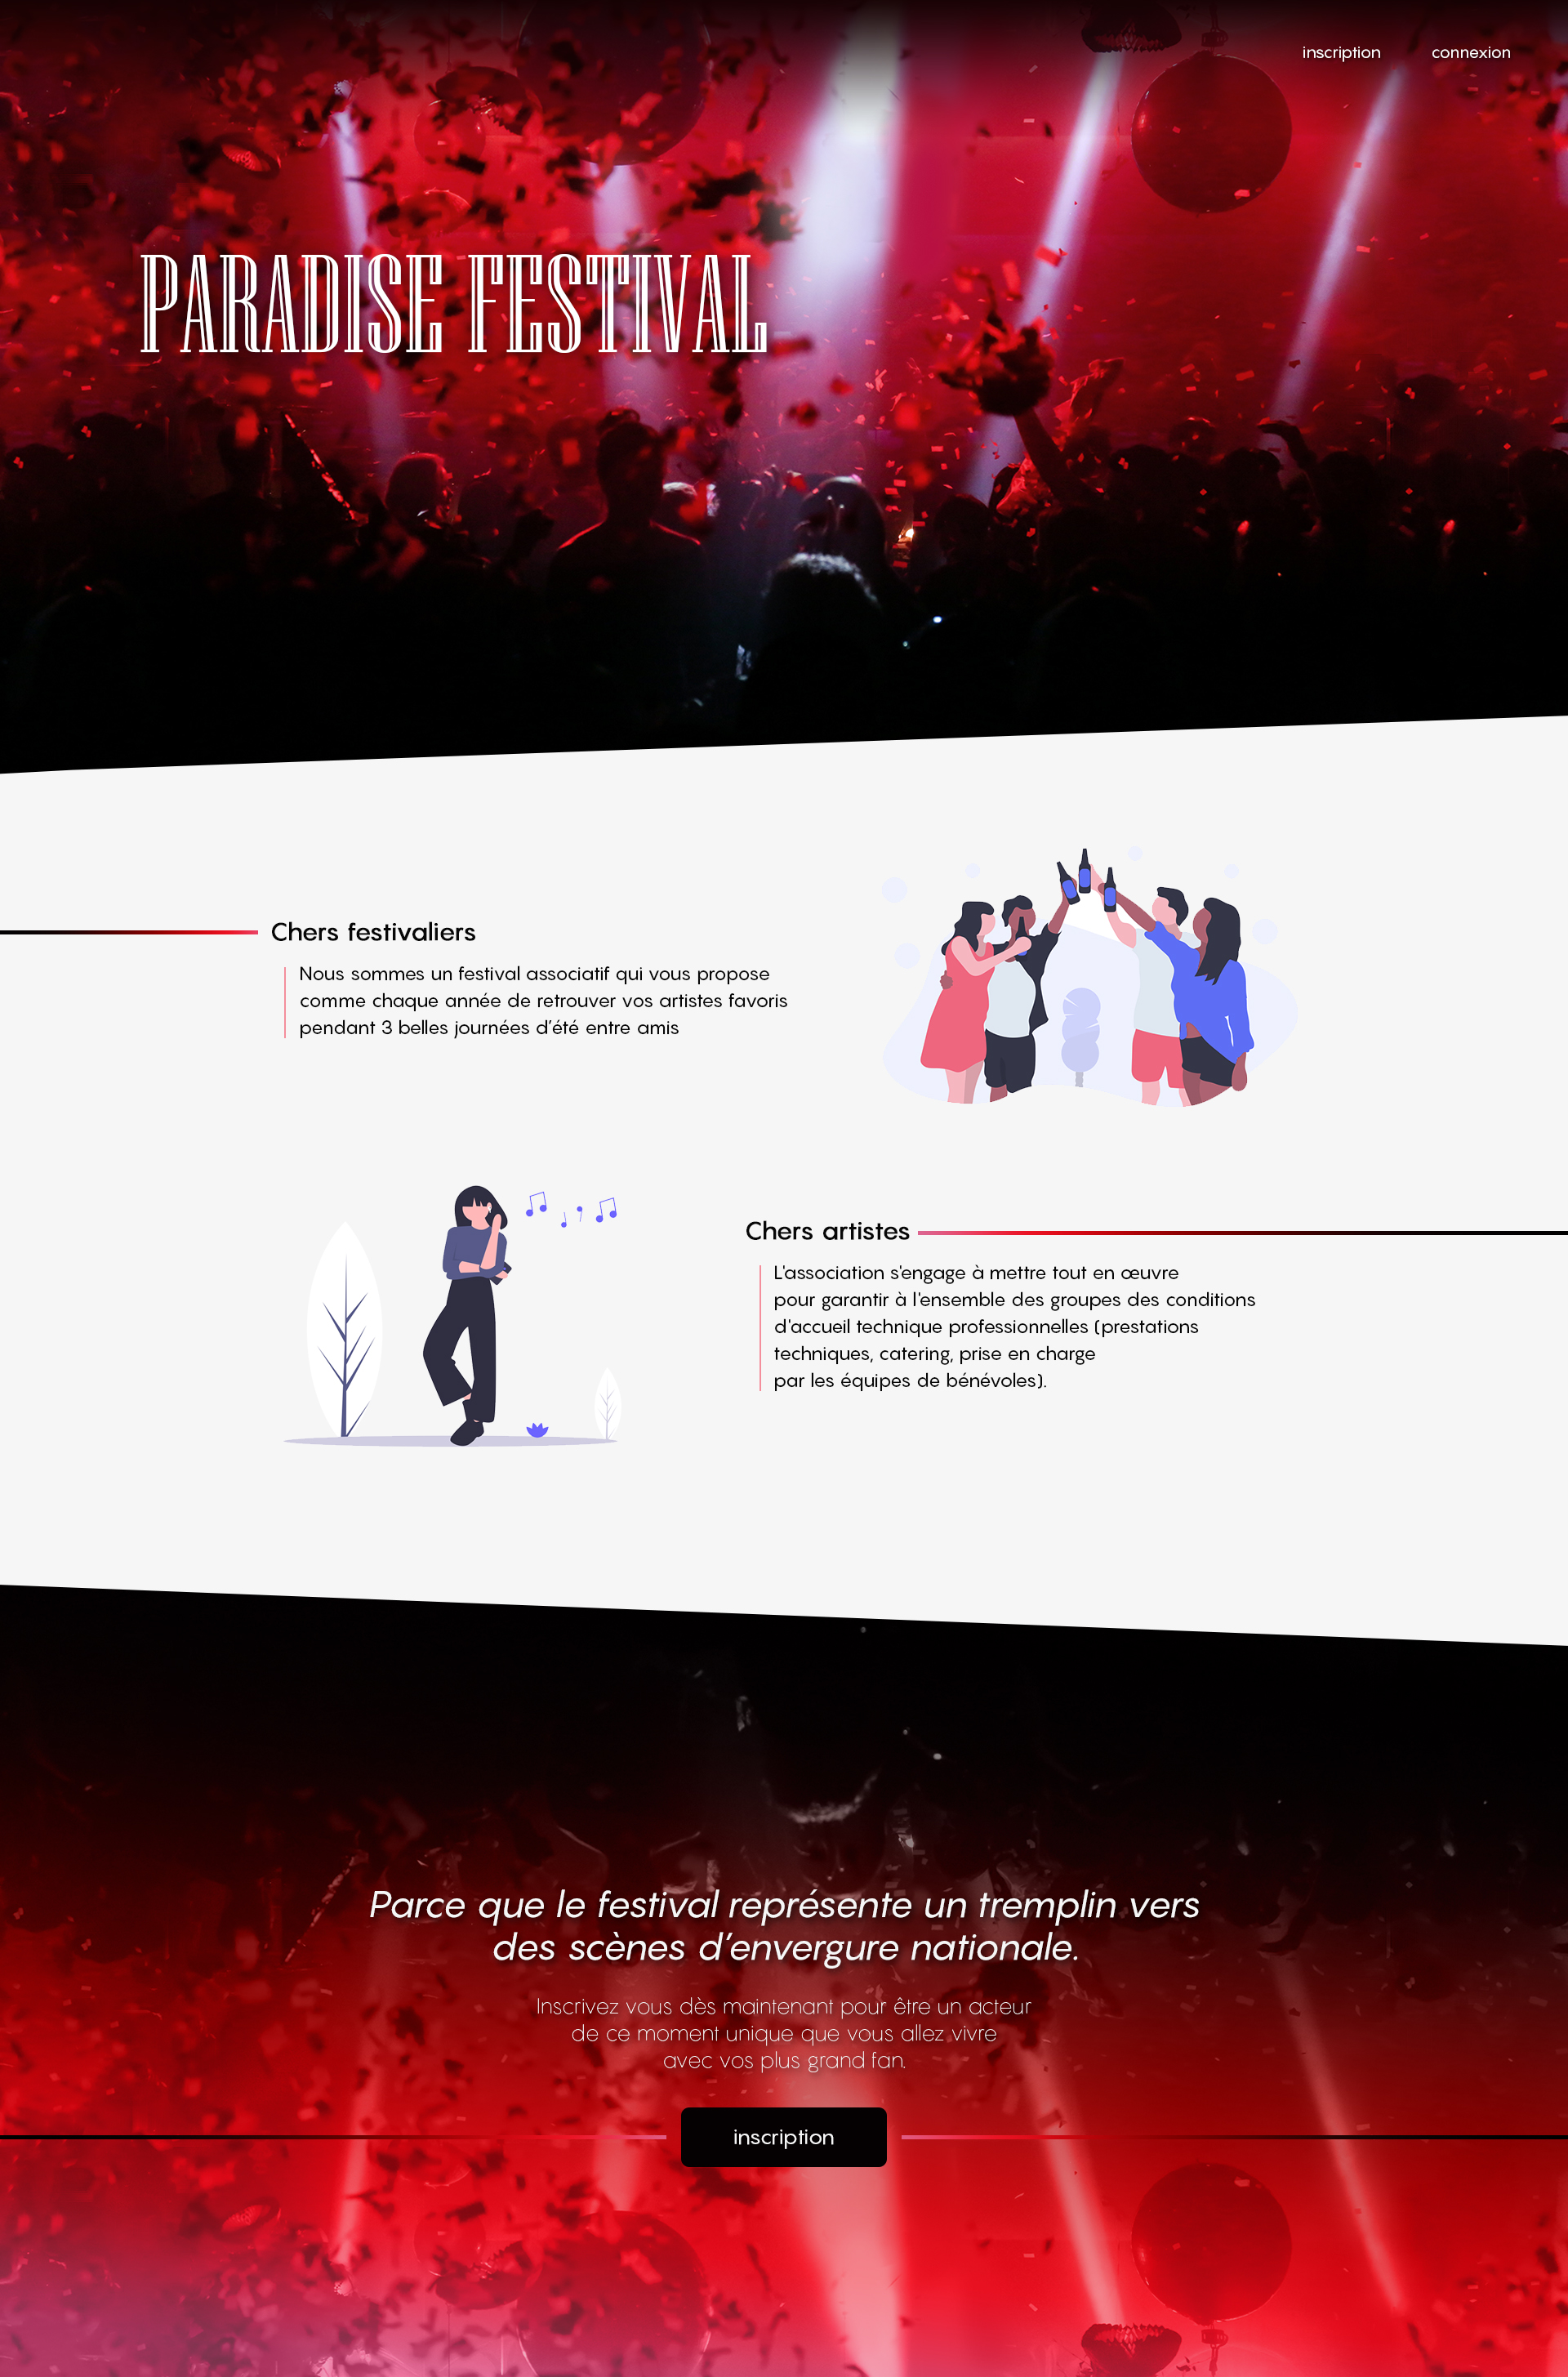 inscription
connexion
PARADISE FESTIVAL
Chers festivaliers
Nous sommes un festival associatif qui vous propose
comme chaque année de retrouver vos artistes favoris
pendant 3 belles journées d’été entre amis
Chers artistes
L'association s'engage à mettre tout en œuvre
pour garantir à l'ensemble des groupes des conditions
d'accueil technique professionnelles (prestations
techniques, catering, prise en charge
par les équipes de bénévoles).
Parce que le festival représente un tremplin vers
des scènes d’envergure nationale.
Inscrivez vous dès maintenant pour être un acteur
de ce moment unique que vous allez vivre
avec vos plus grand fan.
inscription